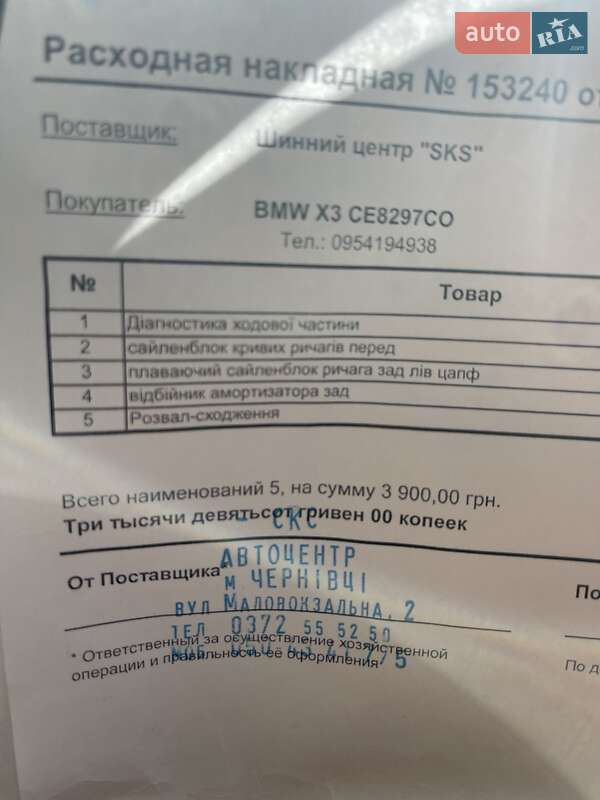 auto RIA .com
Расходная накладная № 153240 от
Поставщик: Шинний центр "SKS"
Покупатель: BMW X3 CE8297CO
Тел.: 0954194938
№ Товар
1 Діагностика ходової частини
2 сайленблок кривих ричагів перед
3 плаваючий сайленблок ричага зад лів цапф
4 відбійник амортизатора зад
5 Розвал-сходження
Всего наименований 5, на сумму 3 900,00 грн.
Три тысячи девятьсот гривен 00 копеек
СКС
АВТОЦЕНТР
От Поставщика*
м ЧЕРНІВЦІ
ВУЛ МАЛОВОКЗАЛЬНА, 2
ТЕЛ 0372 55 52 50
* Ответственный за осуществление хозяйственной
операции и правильность её оформления
По д